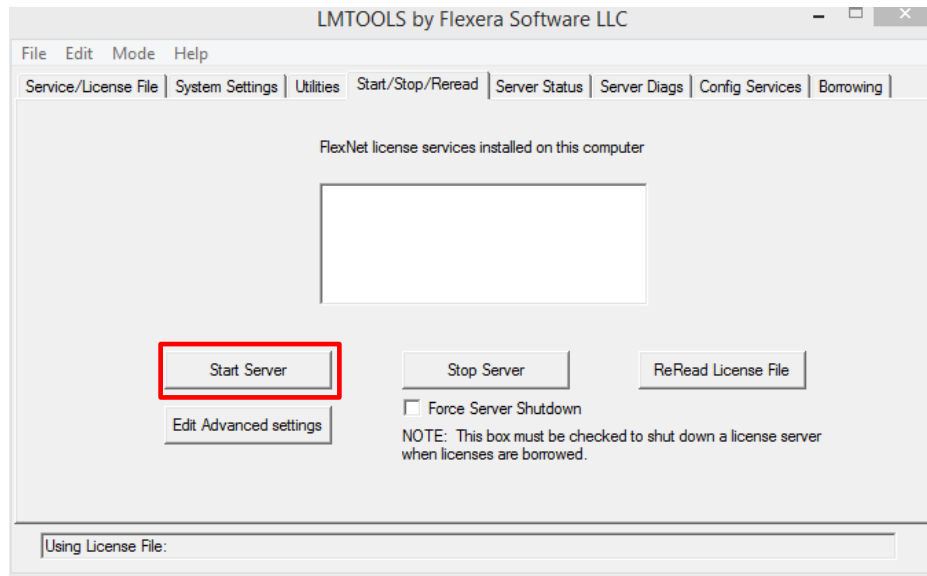 LMTOOLS by Flexera Software LLC
File Edit Mode Help
Service/License File System Settings Utilities Start/Stop/Reread Server Status Server Diags Config Services Borrowing
FlexNet license services installed on this computer
Start Server Stop Server ReRead License File
Edit Advanced settings
Force Server Shutdown
NOTE: This box must be checked to shut down a license server
when licenses are borrowed.
Using License File: